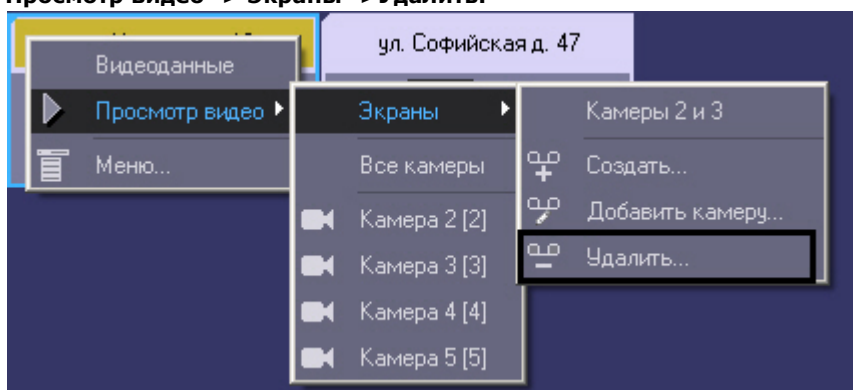 Просмотр видео -> Экраны -> Удалить.
ул. Софийская д. 47
Видеоданные
Просмотр видео
Меню...
Экраны
Все камеры
Камера 2 [2]
Камера 3 [3]
Камера 4 [4]
Камера 5 [5]
Камеры 2 и 3
Создать...
Добавить камеру...
Удалить...